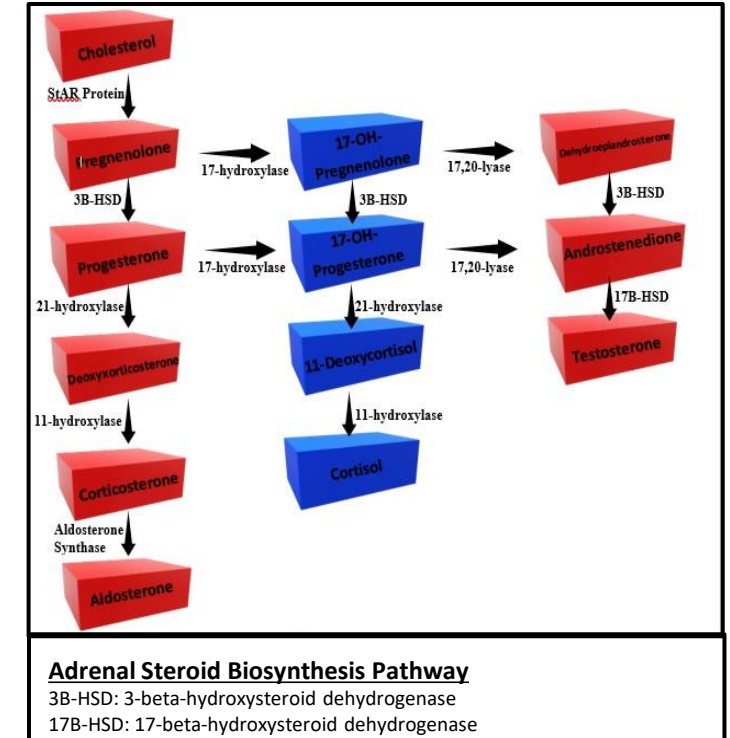 Cholesterol
StAR Protein
Pregnenolone
17-hydroxylase
17-OH-
Pregnenolone
17,20-lyase
Dehydroepiandrosterone
3B-HSD
3B-HSD
3B-HSD
Progesterone
17-hydroxylase
17-OH-
Progesterone
17,20-lyase
Androstenedione
21-hydroxylase
21-hydroxylase
17B-HSD
Deoxyxorticosterone
11-Deoxycortisol
Testosterone
11-hydroxylase
11-hydroxylase
Corticosterone
Cortisol
Aldosterone
Synthase
Aldosterone
Adrenal Steroid Biosynthesis Pathway
3B-HSD: 3-beta-hydroxysteroid dehydrogenase
17B-HSD: 17-beta-hydroxysteroid dehydrogenase